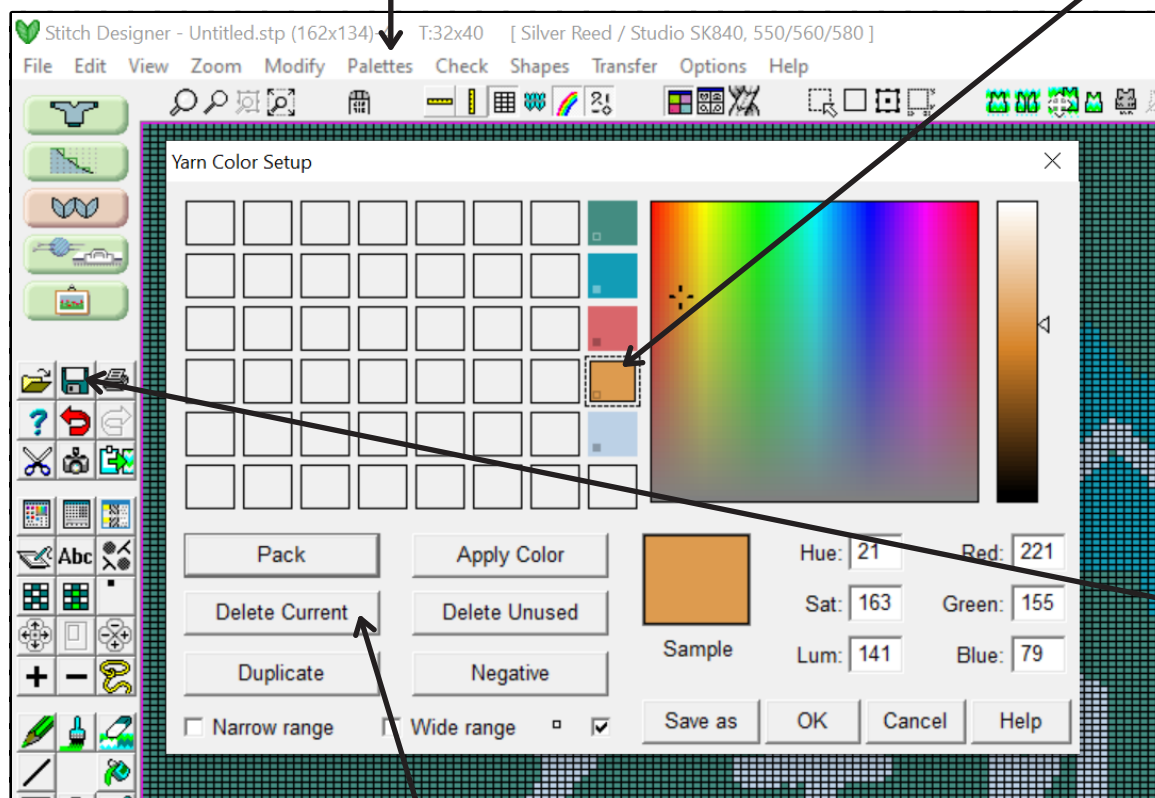 Stitch Designer - Untitled.stp (162x134)- T:32x40 [ Silver Reed / Studio SK840, 550/560/580 ]
File Edit View Zoom Modify Palettes Check Shapes Transfer Options Help
Yarn Color Setup
Pack Apply Color Hue: 21 Red: 221
Delete Current Delete Unused Sat: 163 Green: 155
Sample
Duplicate Negative Lum: 141 Blue: 79
Narrow range Wide range Save as OK Cancel Help
Abc